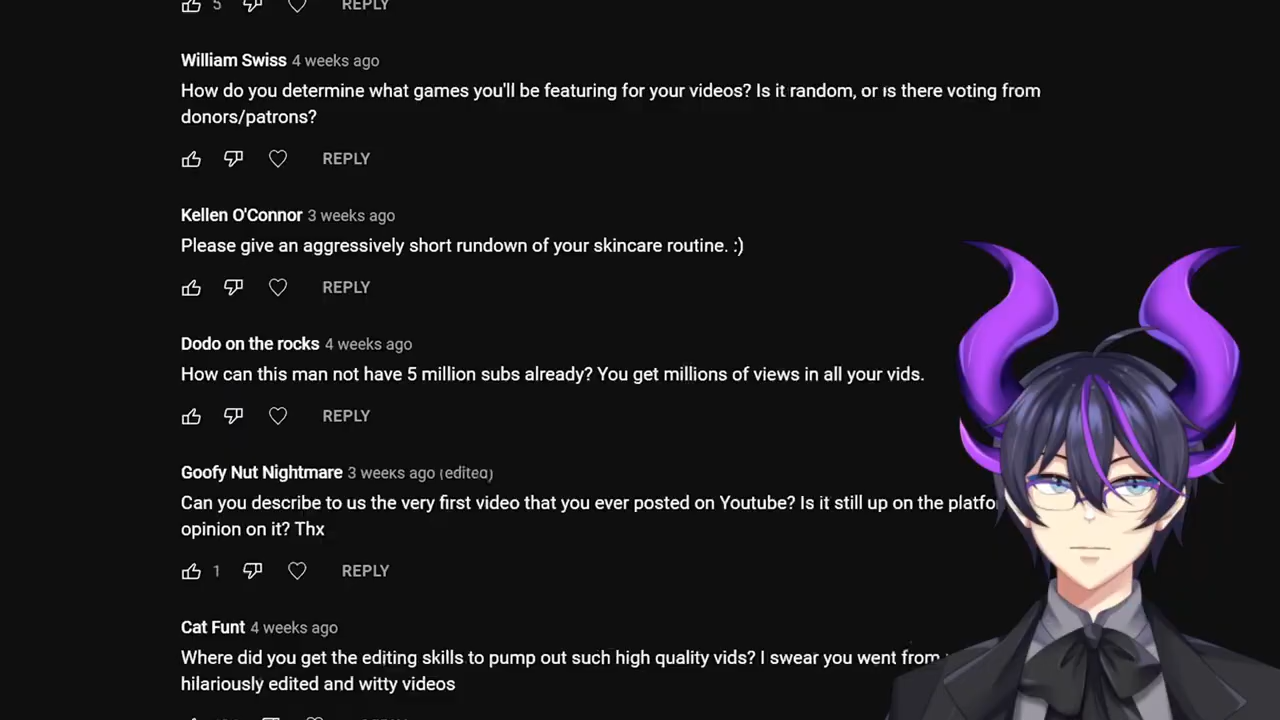 5 REPLY
William Swiss 4 weeks ago
How do you determine what games you'll be featuring for your videos? Is it random, or is there voting from
donors/patrons?
REPLY
Kellen O'Connor 3 weeks ago
Please give an aggressively short rundown of your skincare routine. :)
REPLY
Dodo on the rocks 4 weeks ago
How can this man not have 5 million subs already? You get millions of views in all your vids.
REPLY
Goofy Nut Nightmare 3 weeks ago (edited)
Can you describe to us the very first video that you ever posted on Youtube? Is it still up on the platfo
opinion on it? Thx
1 REPLY
Cat Funt 4 weeks ago
Where did you get the editing skills to pump out such high quality vids? I swear you went from
hilariously edited and witty videos